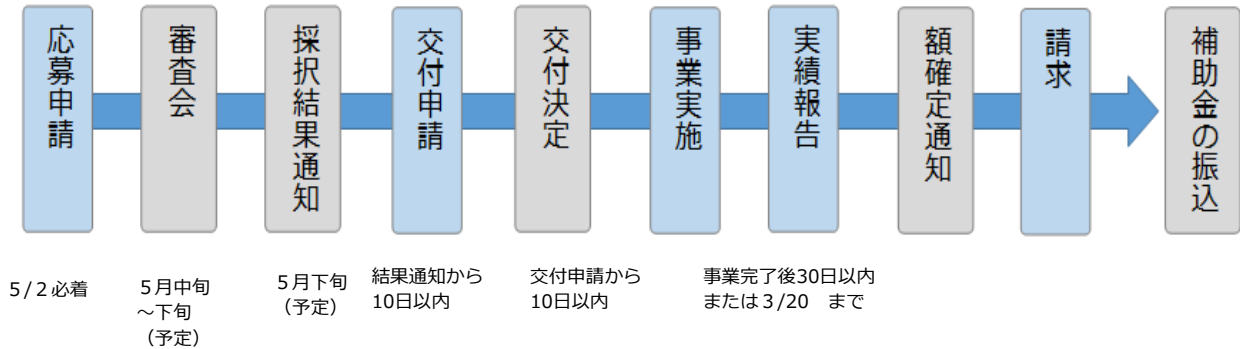 応募申請
審査会
採択結果通知
交付申請
交付決定
事業実施
実績報告
額確定通知
請求
補助金の振込
5/2必着
5月中旬
～下旬
（予定）
5月下旬
（予定）
結果通知から
10日以内
交付申請から
10日以内
事業完了後30日以内
または3/20　まで